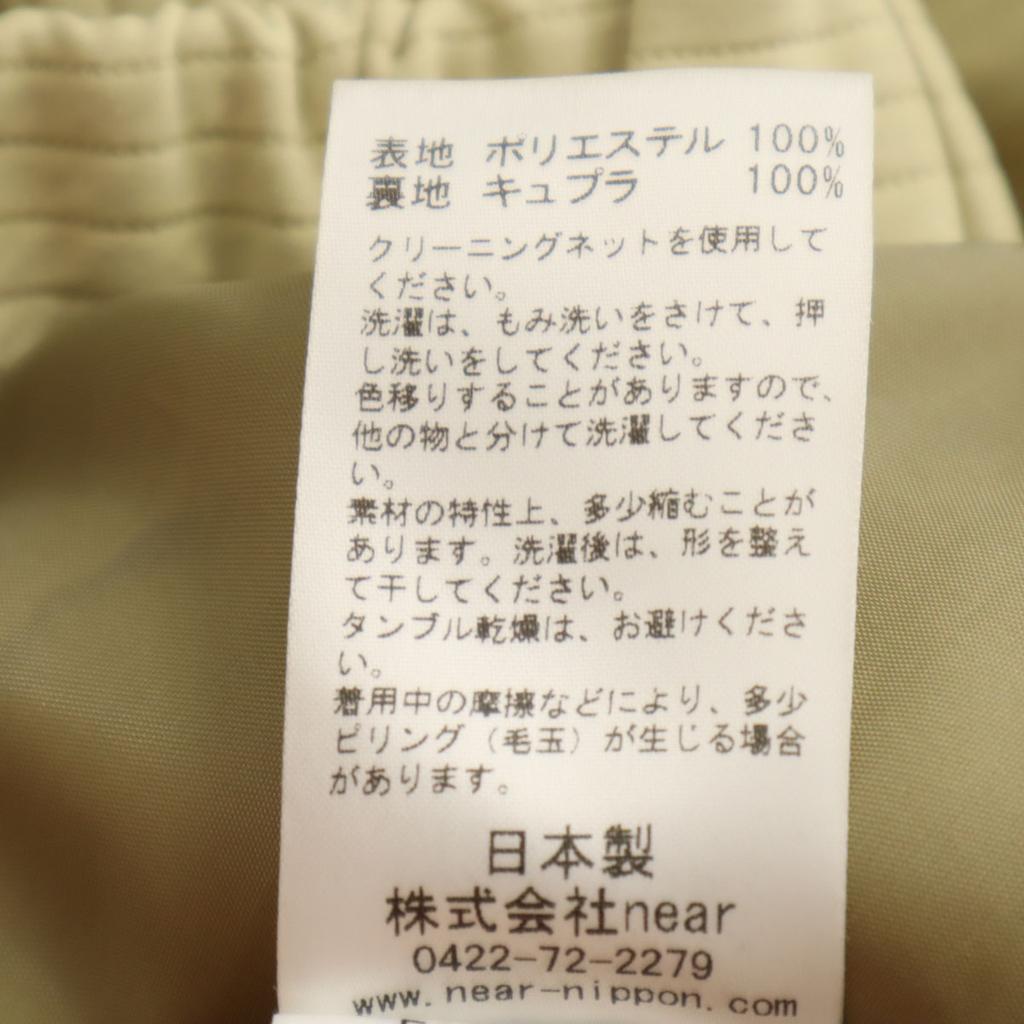 表地 ポリエステル 100%
裏地 キュプラ 100%
クリーニングネットを使用して
ください。
洗濯は、もみ洗いをさけて、押
し洗いをしてください。
色移りすることがありますので、
他の物と分けて洗濯してくださ
い。
素材の特性上、多少縮むことが
あります。洗濯後は、形を整え
て干してください。
タンブル乾燥は、お避けくださ
い。
着用中の摩擦などにより、多少
ピリング（毛玉）が生じる場合
があります。
日本製
株式会社near
0422-72-2279
www.near-nippon.com